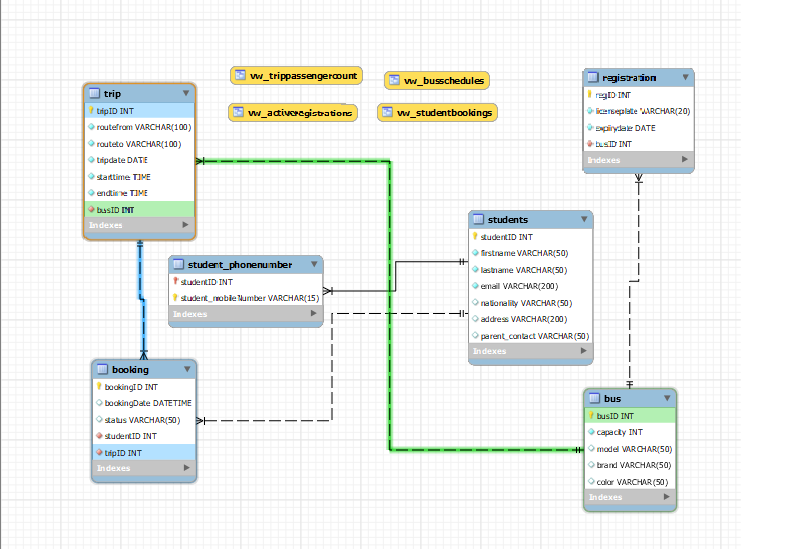 vw_trippassengercount
vw_busschedules
vw_activeregistrations
vw_studentbookings
trip
tripID INT
routefrom VARCHAR(100)
routeto VARCHAR(100)
tripdate DATE
starttime TIME
endtime TIME
busID INT
Indexes
registration
regID INT
licenseplate VARCHAR(20)
expirydate DATE
busID INT
Indexes
students
studentID INT
firstname VARCHAR(50)
lastname VARCHAR(50)
email VARCHAR(200)
nationality VARCHAR(50)
address VARCHAR(200)
parent_contact VARCHAR(50)
Indexes
student_phonenumber
studentID INT
student_mobileNumber VARCHAR(15)
Indexes
booking
bookingID INT
bookingDate DATETIME
status VARCHAR(50)
studentID INT
tripID INT
Indexes
bus
busID INT
capacity INT
model VARCHAR(50)
brand VARCHAR(50)
color VARCHAR(50)
Indexes